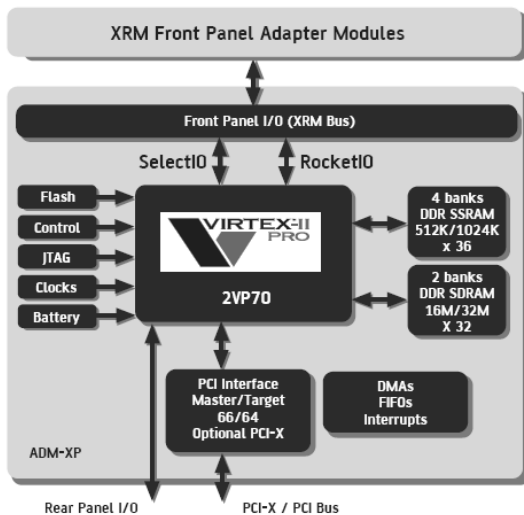 XRM Front Panel Adapter Modules
Front Panel I/O (XRM Bus)
SelectIO
RocketIO
Flash
Control
JTAG
Clocks
Battery
VIRTEX-II
PRO
2VP70
4 banks
DDR SSRAM
512K/1024K
x 36
2 banks
DDR SDRAM
16M/32M
X 32
PCI Interface
Master/Target
66/64
Optional PCI-X
DMAs
FIFOs
Interrupts
ADM-XP
Rear Panel I/O
PCI-X / PCI Bus